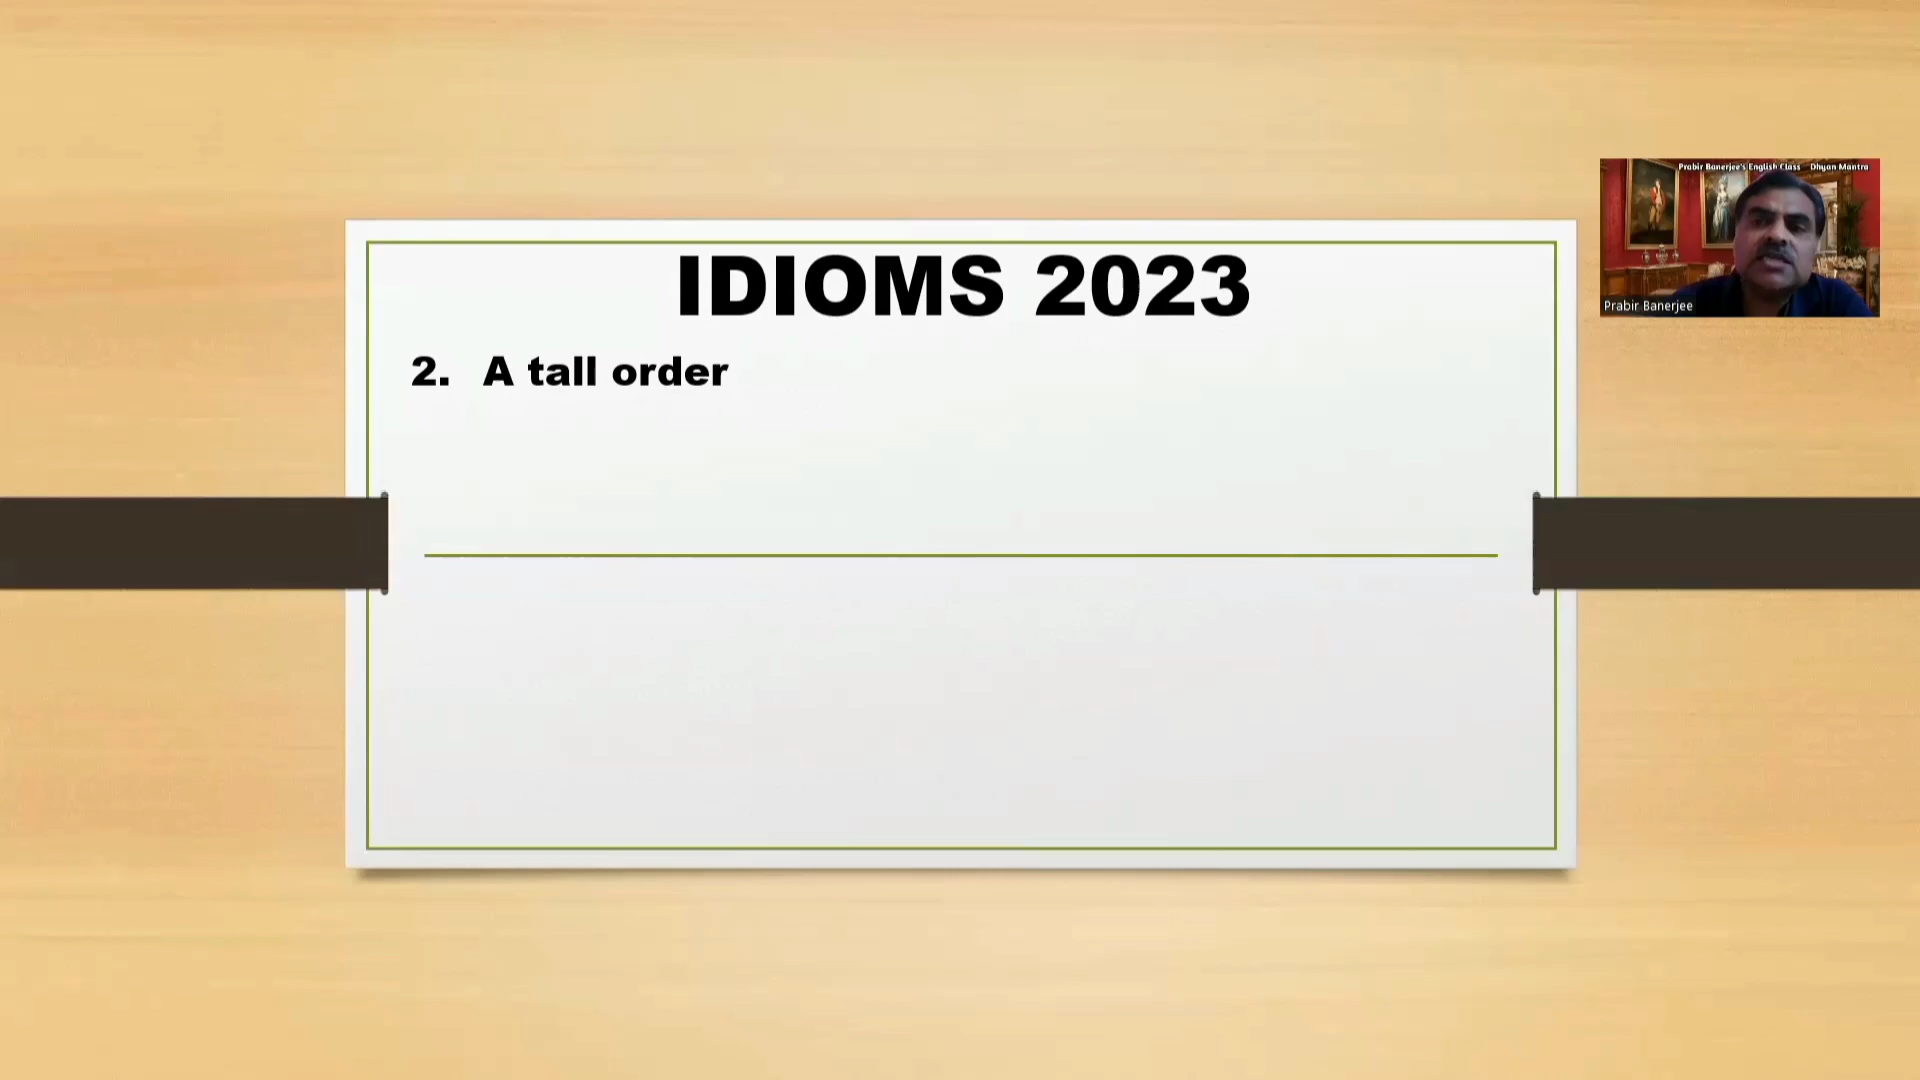 Prabir Banerjee's English Class Dhyan Mantra
IDIOMS 2023
Prabir Banerjee
2. A tall order